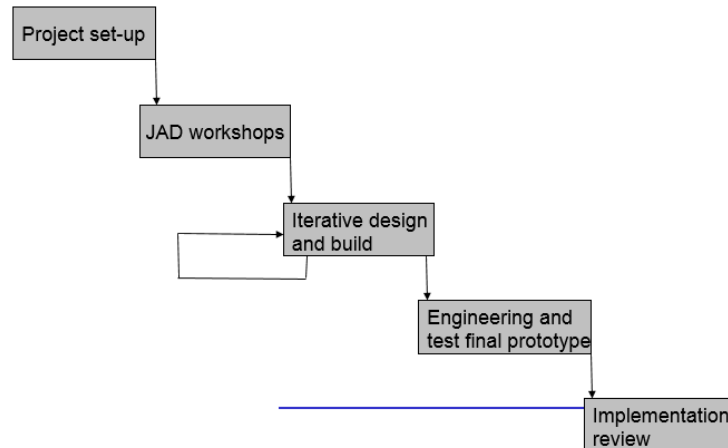 Project set-up
JAD workshops
Iterative design
and build
Engineering and
test final prototype
Implementation
review